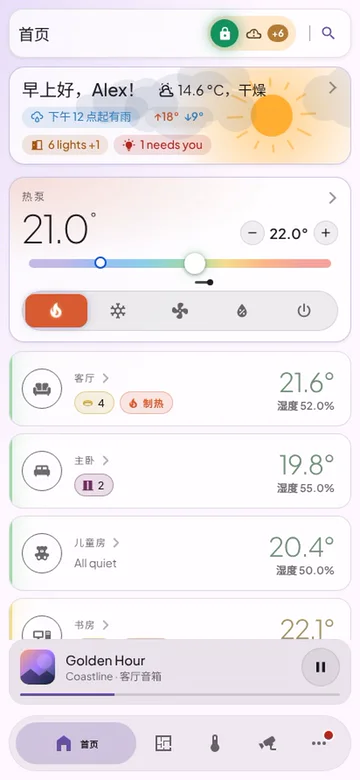 首页
+6
早上好，Alex！
14.6 °C，干燥
下午 12 点起有雨
↑18° ↓9°
6 lights +1
1 needs you
热泵
21.0°
− 22.0° +
客厅
21.6°
4
制热
湿度 52.0%
主卧
19.8°
2
湿度 55.0%
儿童房
20.4°
All quiet
湿度 50.0%
书房
22.1°
Golden Hour
Coastline · 客厅音箱
首页